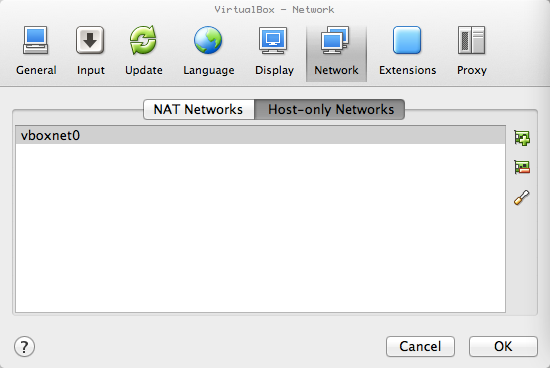 VirtualBox - Network
General Input Update Language Display Network Extensions Proxy
NAT Networks Host-only Networks
vboxnet0
? Cancel OK